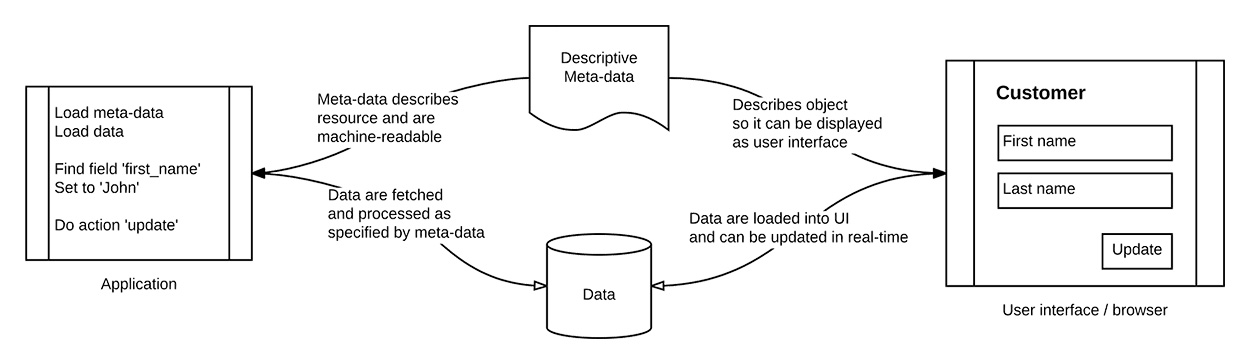 Descriptive
Meta-data
Load meta-data
Load data
Find field 'first_name'
Set to 'John'
Do action 'update'
Application
Meta-data describes
resource and are
machine-readable
Data are fetched
and processed as
specified by meta-data
Data
Describes object
so it can be displayed
as user interface
Data are loaded into UI
and can be updated in real-time
Customer
First name
Last name
Update
User interface / browser